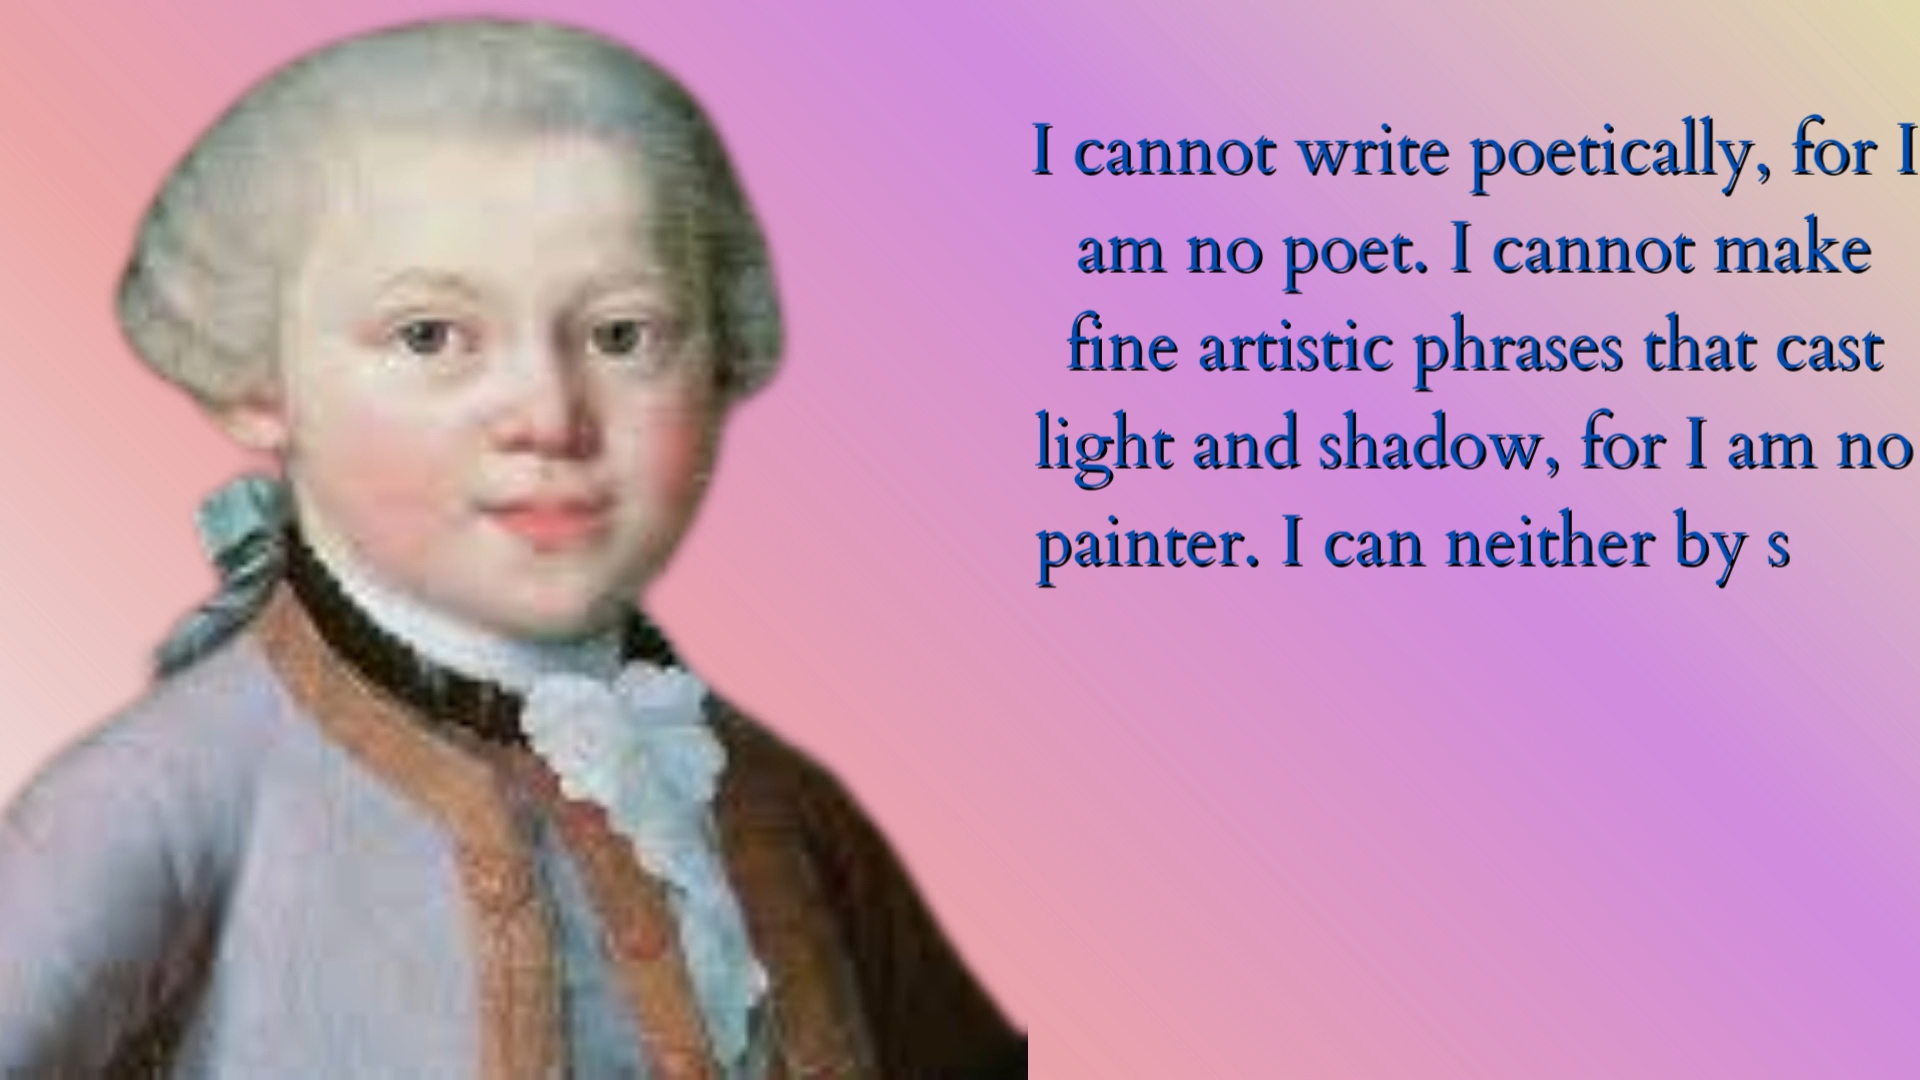 I cannot write poetically, for I
am no poet. I cannot make
fine artistic phrases that cast
light and shadow, for I am no
painter. I can neither by s